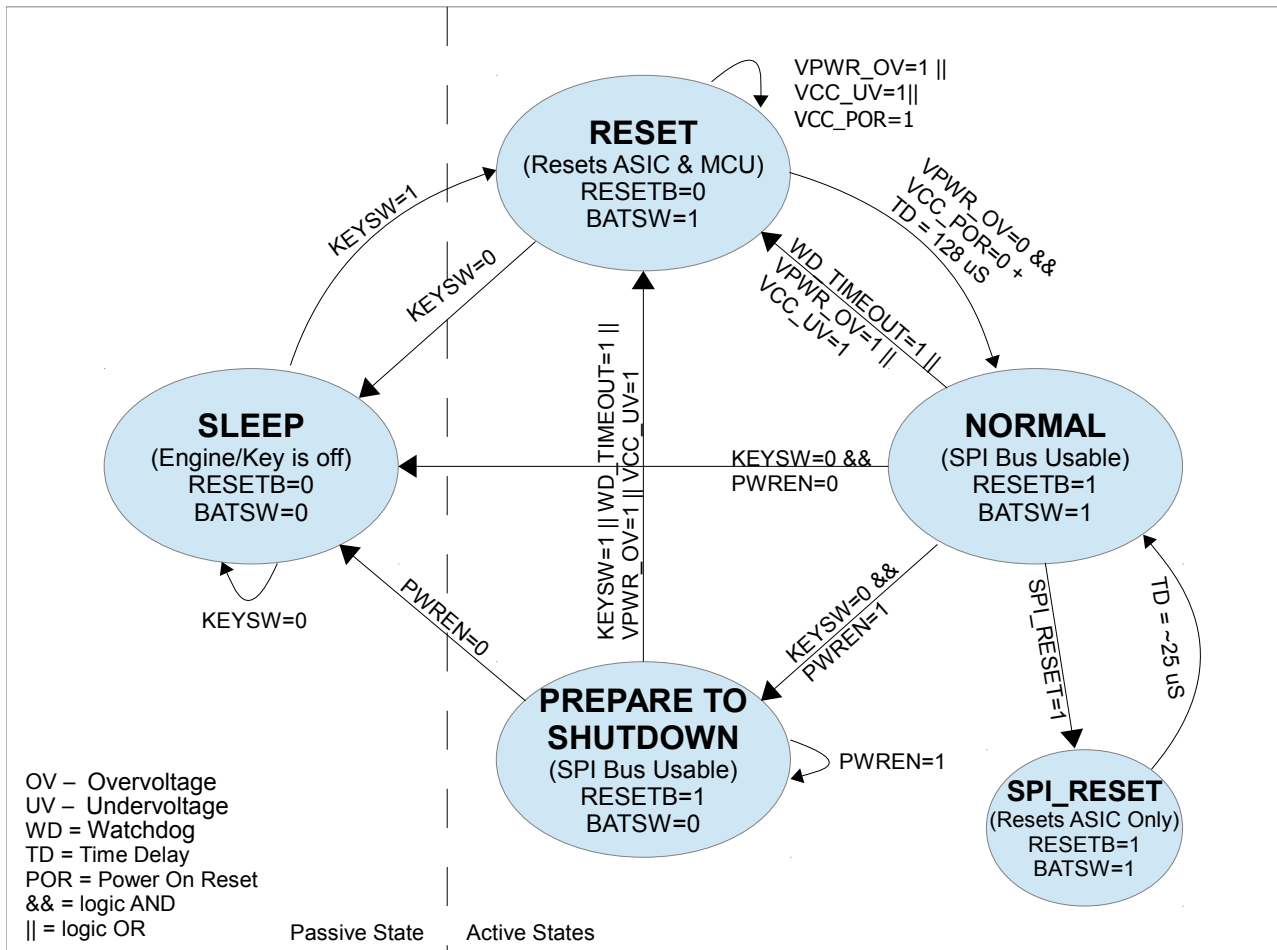 VPWR_OV=1 ||
VCC_UV=1||
VCC_POR=1
RESET
(Resets ASIC & MCU)
RESETB=0
BATSW=1
VPWR_OV=0 &&
VCC_POR=0 +
TD = 128 uS
KEYSW=1
KEYSW=0
WD_TIMEOUT=1 ||
VPWR_OV=1 ||
VCC_UV=1
KEYSW=1 || WD_TIMEOUT=1 ||
VPWR_OV=1 || VCC_UV=1
SLEEP
(Engine/Key is off)
RESETB=0
BATSW=0
NORMAL
(SPI Bus Usable)
RESETB=1
BATSW=1
KEYSW=0 &&
PWREN=0
KEYSW=0
PWREN=0
KEYSW=0 &&
PWREN=1
SPI_RESET=1
TD = ~25 uS
PREPARE TO
SHUTDOWN
(SPI Bus Usable)
RESETB=1
BATSW=0
PWREN=1
SPI_RESET
(Resets ASIC Only)
RESETB=1
BATSW=1
OV – Overvoltage
UV – Undervoltage
WD = Watchdog
TD = Time Delay
POR = Power On Reset
&& = logic AND
|| = logic OR
Passive State
Active States